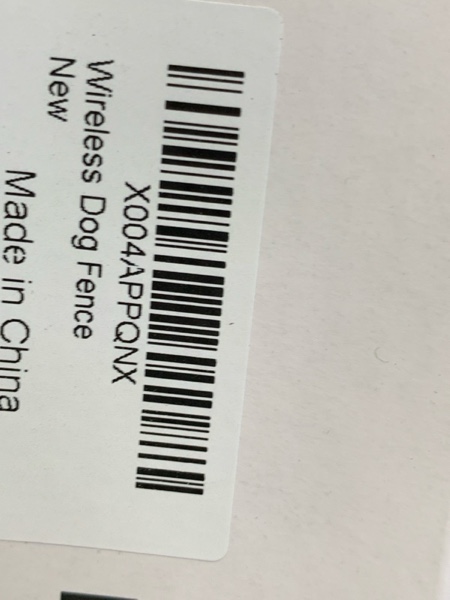 X004APPQNX
Wireless Dog Fence
New
Made in China